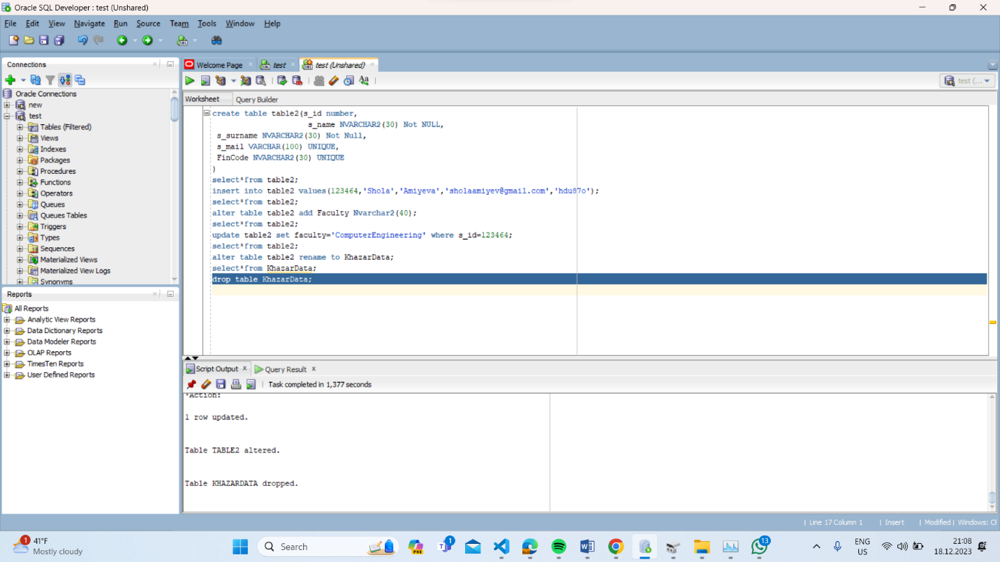 Oracle SQL Developer : test (Unshared)
File Edit View Navigate Run Source Team Tools Window Help
Connections
Oracle Connections
new
test
Tables (Filtered)
Views
Indexes
Packages
Procedures
Functions
Operators
Queues
Queues Tables
Triggers
Types
Sequences
Materialized Views
Materialized View Logs
Synonyms
Reports
All Reports
Analytic View Reports
Data Dictionary Reports
Data Modeler Reports
OLAP Reports
TimesTen Reports
User Defined Reports
Welcome Page test test (Unshared)
test (...
Worksheet Query Builder
create table table2(s_id number,
s_name NVARCHAR2(30) Not NULL,
s_surname NVARCHAR2(30) Not Null,
s_mail VARCHAR(100) UNIQUE,
FinCode NVARCHAR2(30) UNIQUE
)
select*from table2;
insert into table2 values(123464,'Shola','Amiyeva','sholaamiyev@gmail.com','hdu87o');
select*from table2;
alter table table2 add Faculty Nvarchar2(40);
select*from table2;
update table2 set faculty='ComputerEngineering' where s_id=123464;
select*from table2;
alter table table2 rename to KhazarData;
select*from KhazarData;
drop table KhazarData;
Script Output Query Result
Task completed in 1,377 seconds
*Action:
1 row updated.
Table TABLE2 altered.
Table KHAZARDATA dropped.
| Line 17 Column 1 | Insert | Modified | Windows: CR
1
41°F
Mostly cloudy
Search
PRE
1
13
ENG
US
21:08
18.12.2023